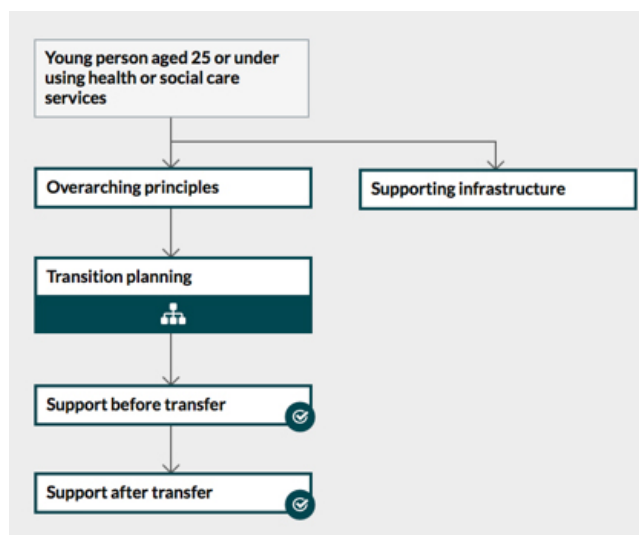 Young person aged 25 or under
using health or social care
services
Overarching principles
Supporting infrastructure
Transition planning
Support before transfer
Support after transfer